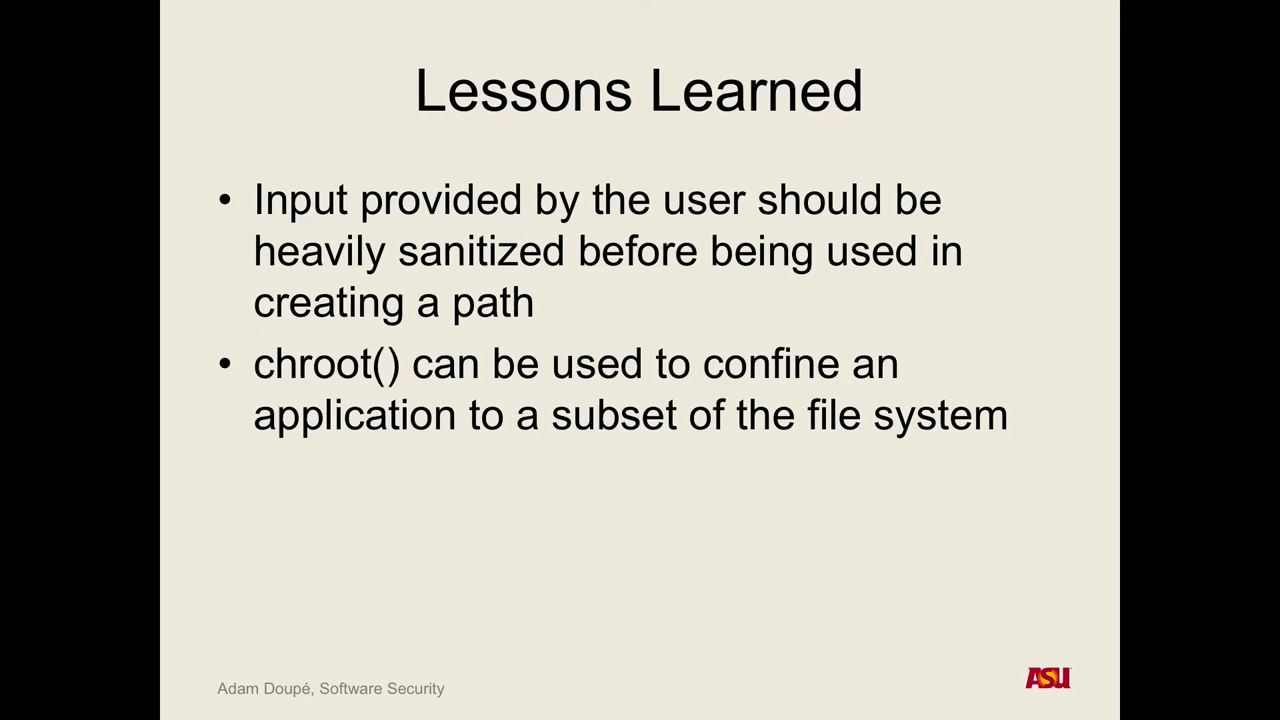 Lessons Learned
• Input provided by the user should be
heavily sanitized before being used in
creating a path
• chroot() can be used to confine an
application to a subset of the file system
Adam Doupé, Software Security
ASU